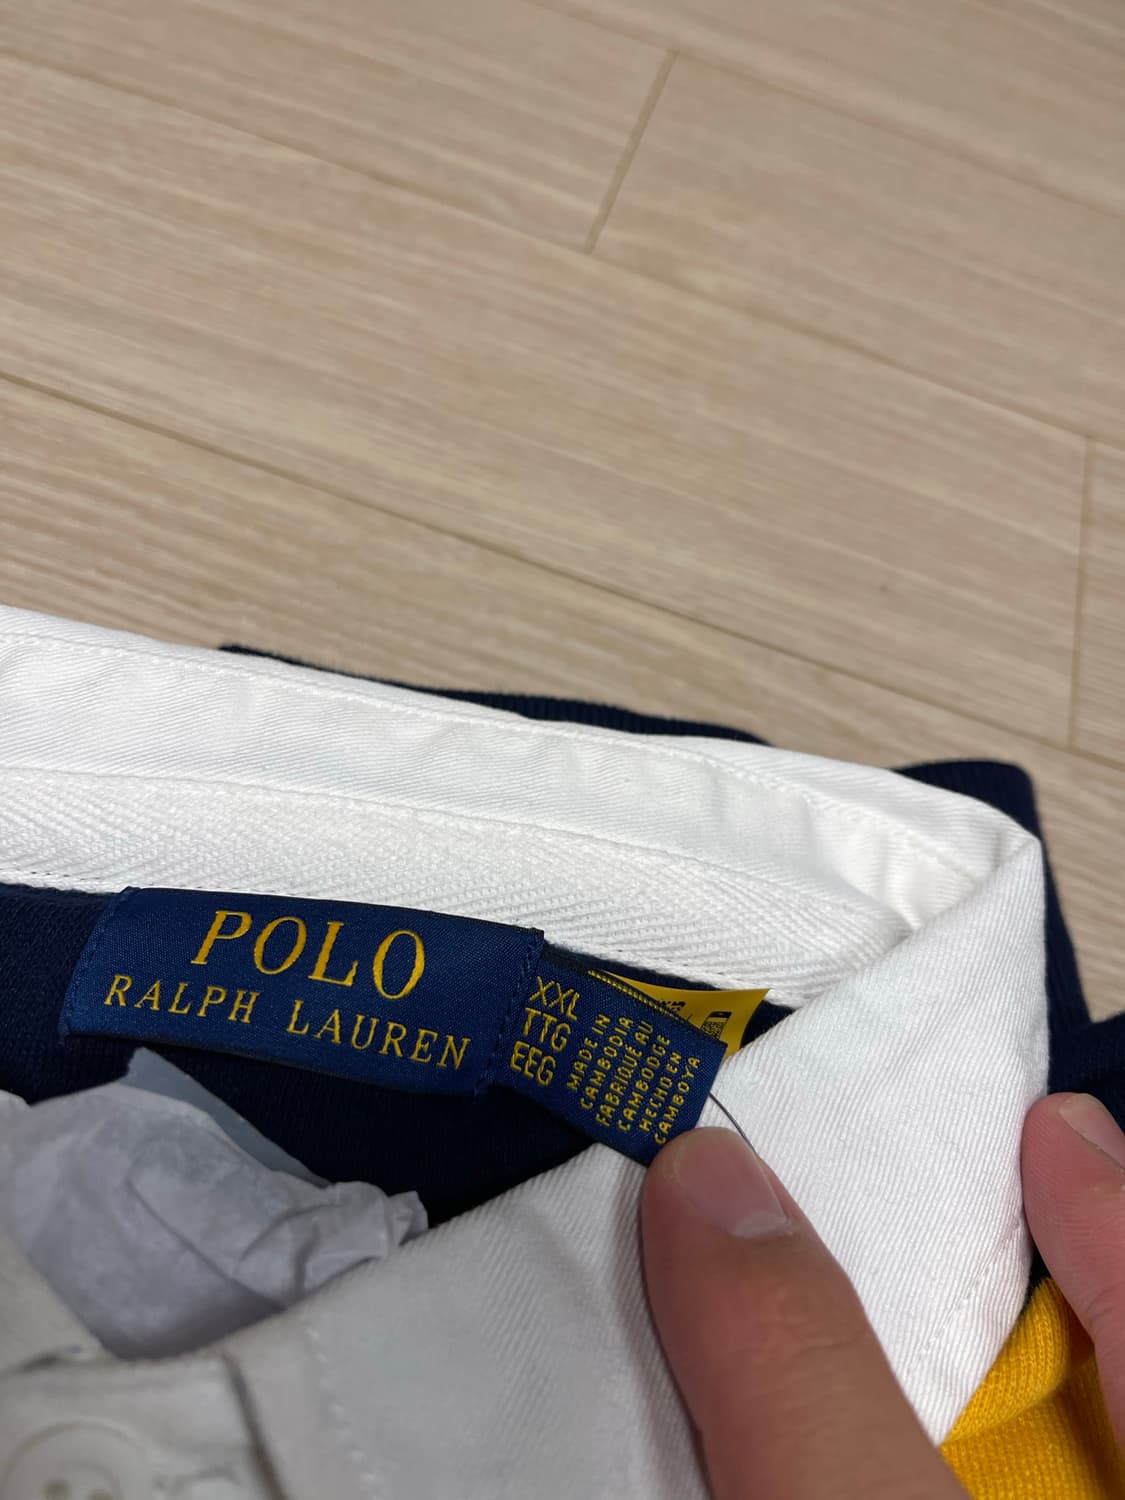 POLO
RALPH LAUREN
XXL
TTG
EEG
MADE IN
CAMBODIA
FABRIQUÉ AU
CAMBODGE
HECHO EN
CAMBOYA